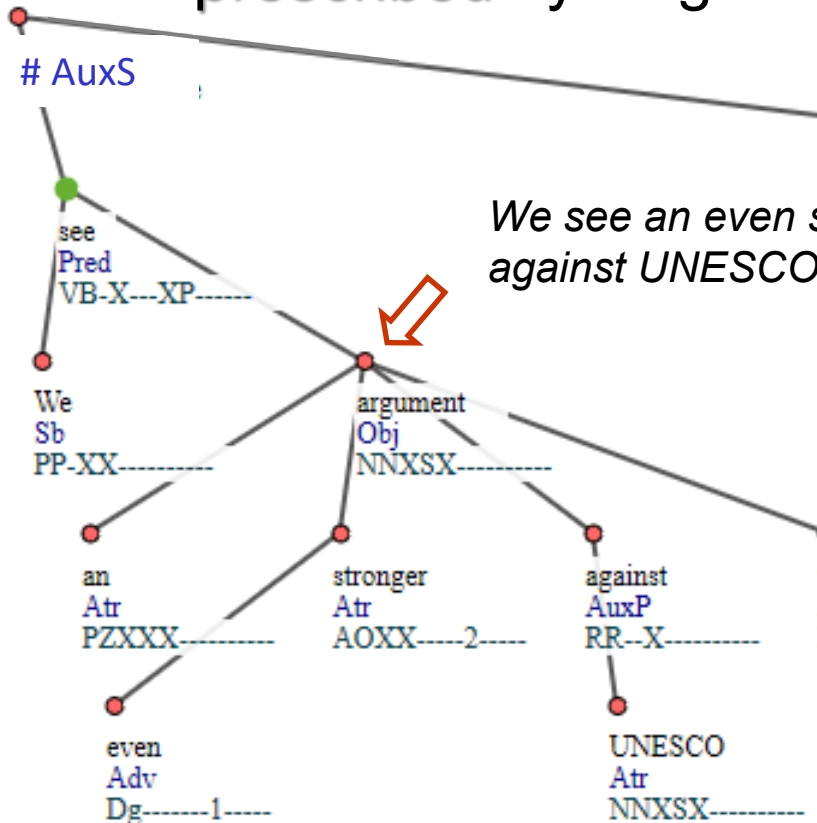 # AuxS
We see an even
against UNESCO
see
Pred
VB-X---XP------
We
Sb
PP-XX----------
argument
Obj
NNXSX----------
an
Atr
PZXXX----------
stronger
Atr
AOXX-----2-----
against
AuxP
RR--X----------
even
Adv
Dg-------1-----
UNESCO
Atr
NNXSX----------